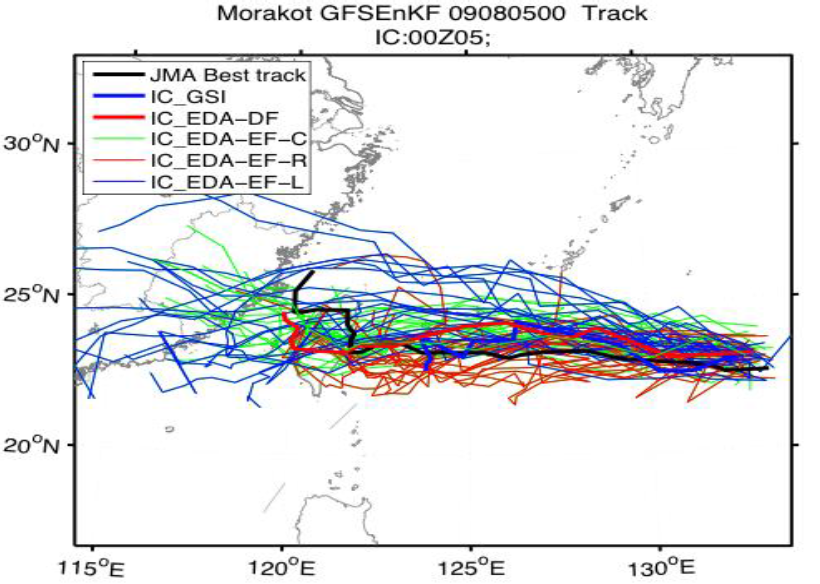 Morakot GFSEnKF 09080500 Track
IC:00Z05;
JMA Best track
IC_GSI
IC_EDA−DF
IC_EDA−EF−C
IC_EDA−EF−R
IC_EDA−EF−L
30°N
25°N
20°N
115°E 120°E 125°E 130°E